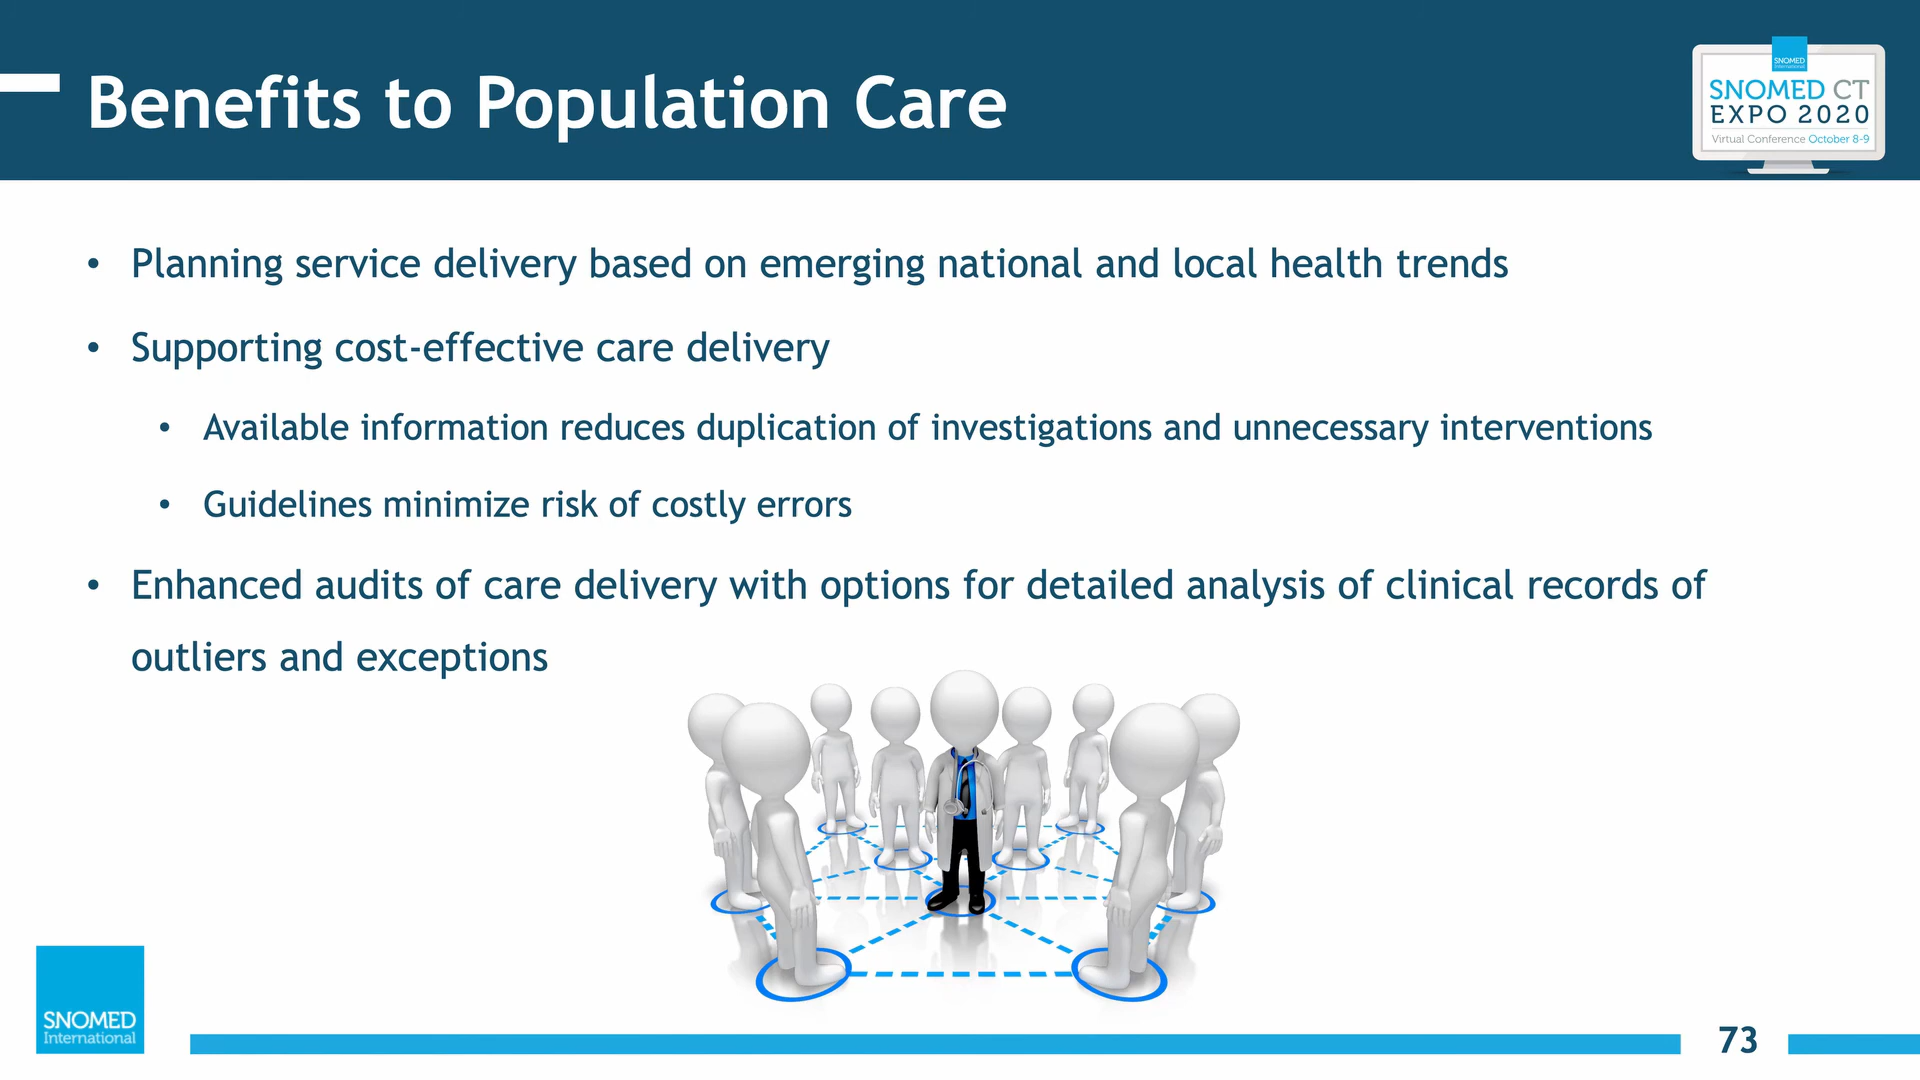 Benefits to Population Care
SNOMED
International
SNOMED CT
EXPO 2020
Virtual Conference October 8-9
• Planning service delivery based on emerging national and local health trends
• Supporting cost-effective care delivery
• Available information reduces duplication of investigations and unnecessary interventions
• Guidelines minimize risk of costly errors
• Enhanced audits of care delivery with options for detailed analysis of clinical records of
outliers and exceptions
SNOMED
International
73